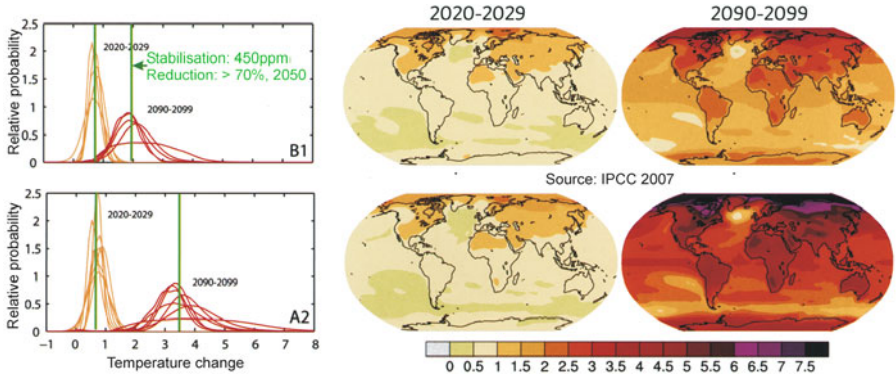 2020-2029 2090-2099
2.5
2
1.5
1
0.5
0
Relative probability
2020-2029
Stabilisation: 450ppm
Reduction: > 70%, 2050
2090-2099
B1
Source: IPCC 2007
2.5
2
1.5
1
0.5
0
Relative probability
2020-2029
2090-2099
A2
-1 0 1 2 3 4 5 6 7 8
Temperature change
0 0.5 1 1.5 2 2.5 3 3.5 4 4.5 5 5.5 6 6.5 7 7.5